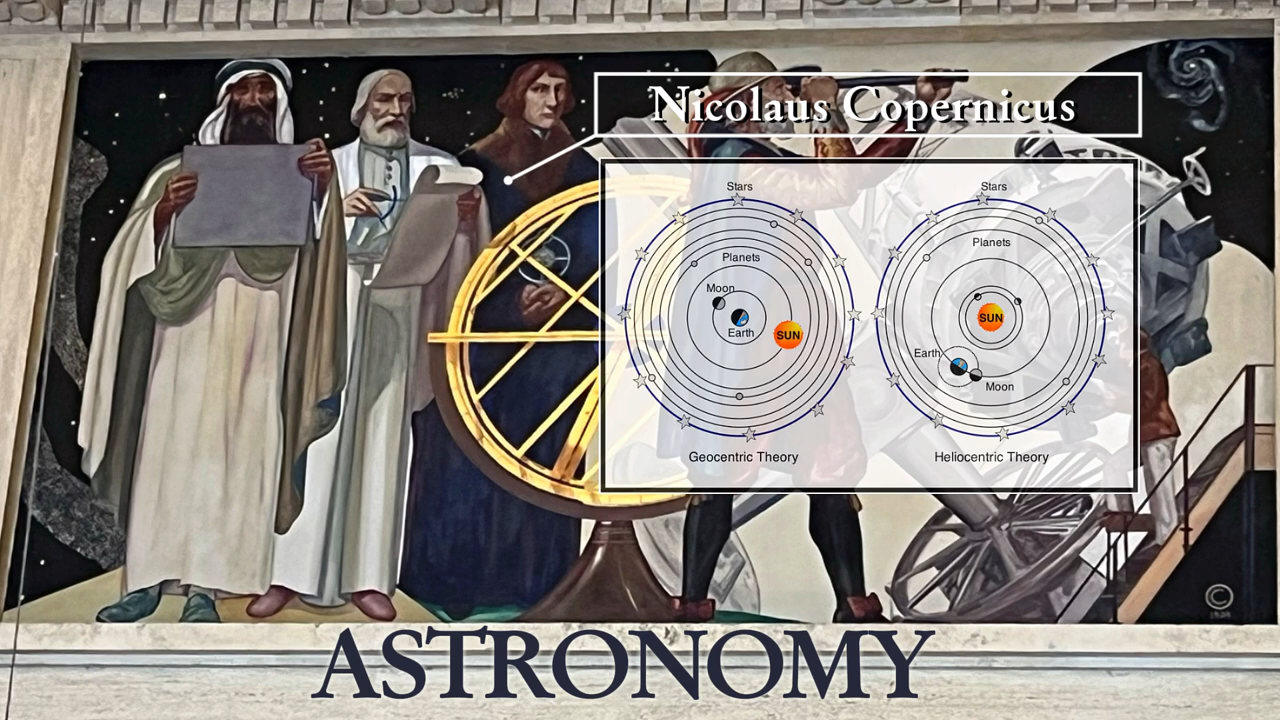 Nicolaus Copernicus
Stars
Planets
Moon
Earth
SUN
Geocentric Theory
Stars
Planets
SUN
Earth
Moon
Heliocentric Theory
©
ASTRONOMY